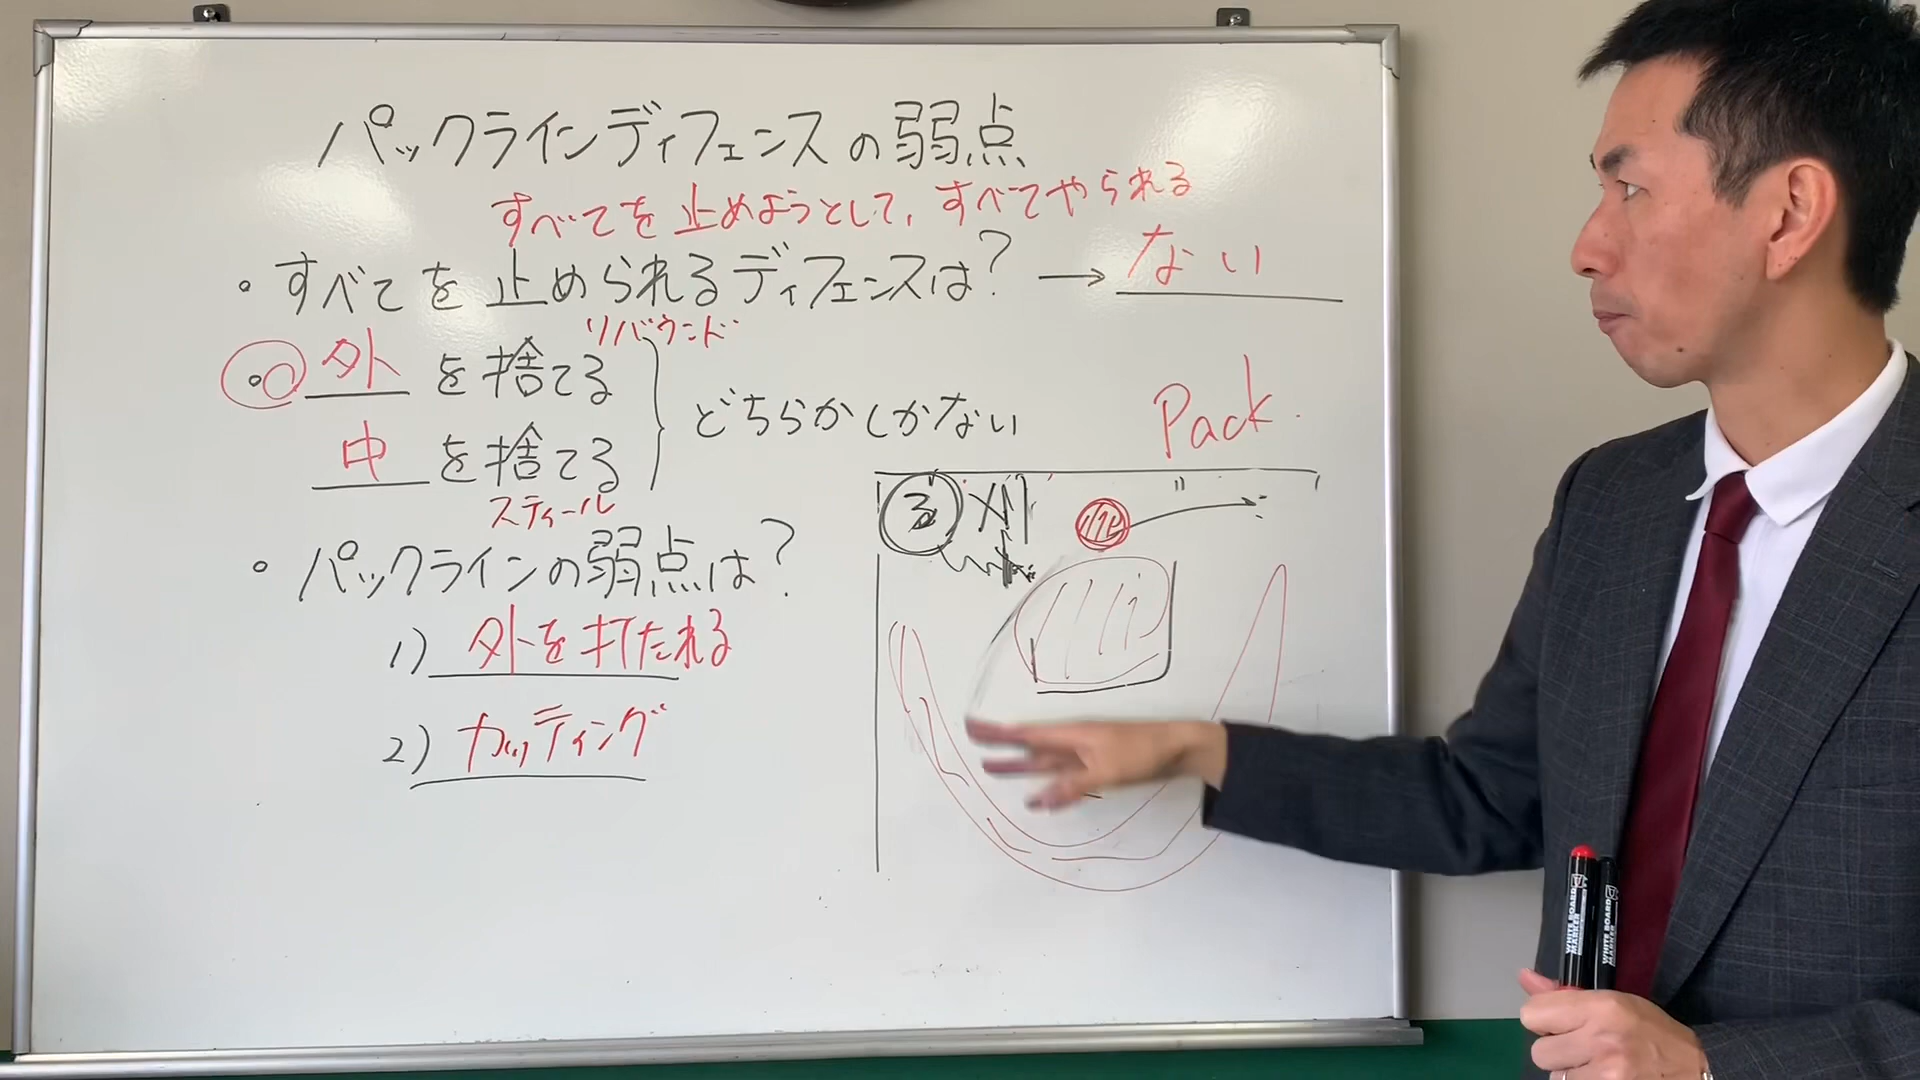 パックラインディフェンスの弱点
すべてを止めようとして、すべてやられる
・すべてを止められるディフェンスは？→ない
リバウンド
・外を捨てる
中を捨てる
どちらかしかない
スティール
Pack
3
・パックラインの弱点は？
1) 外を打たれる
2) カッティング
WHITE BOARD MARKER
WHITE BOARD MARKER